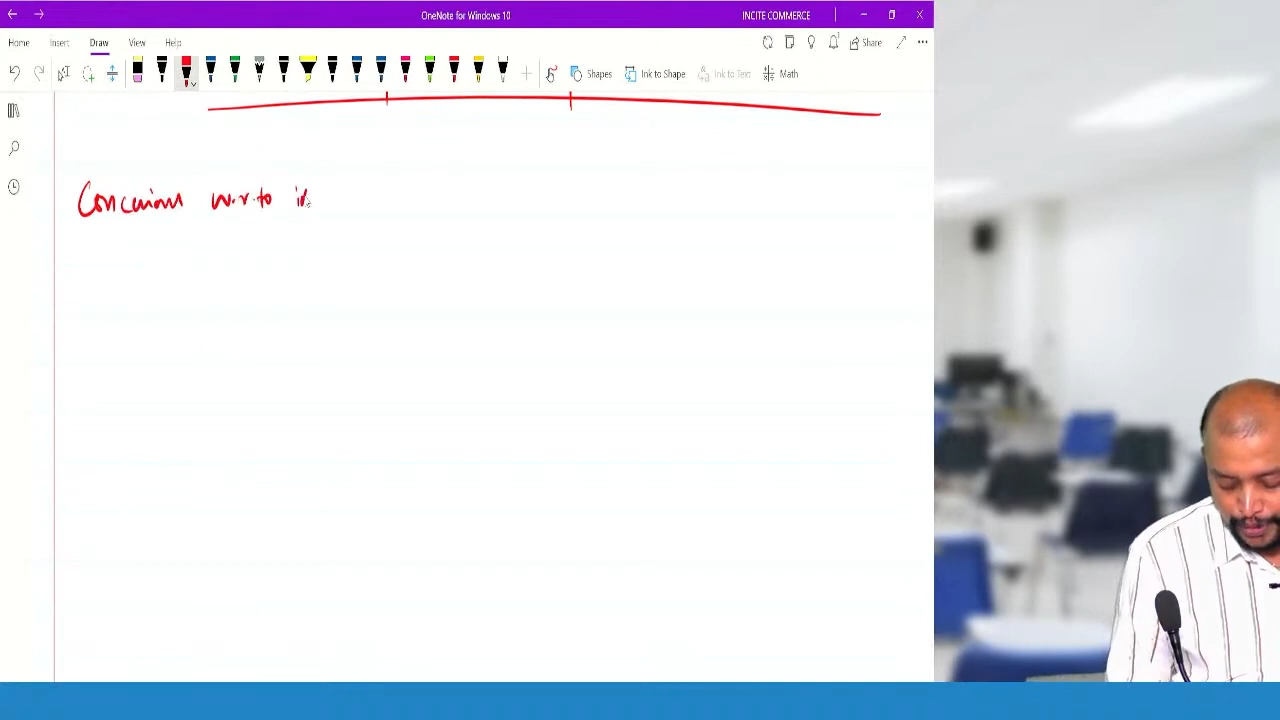 OneNote for Windows 10
INCITE COMMERCE
Home Insert Draw View Help
Share
Shapes
Ink to Shape
Ink to Text
Math
w.r.to